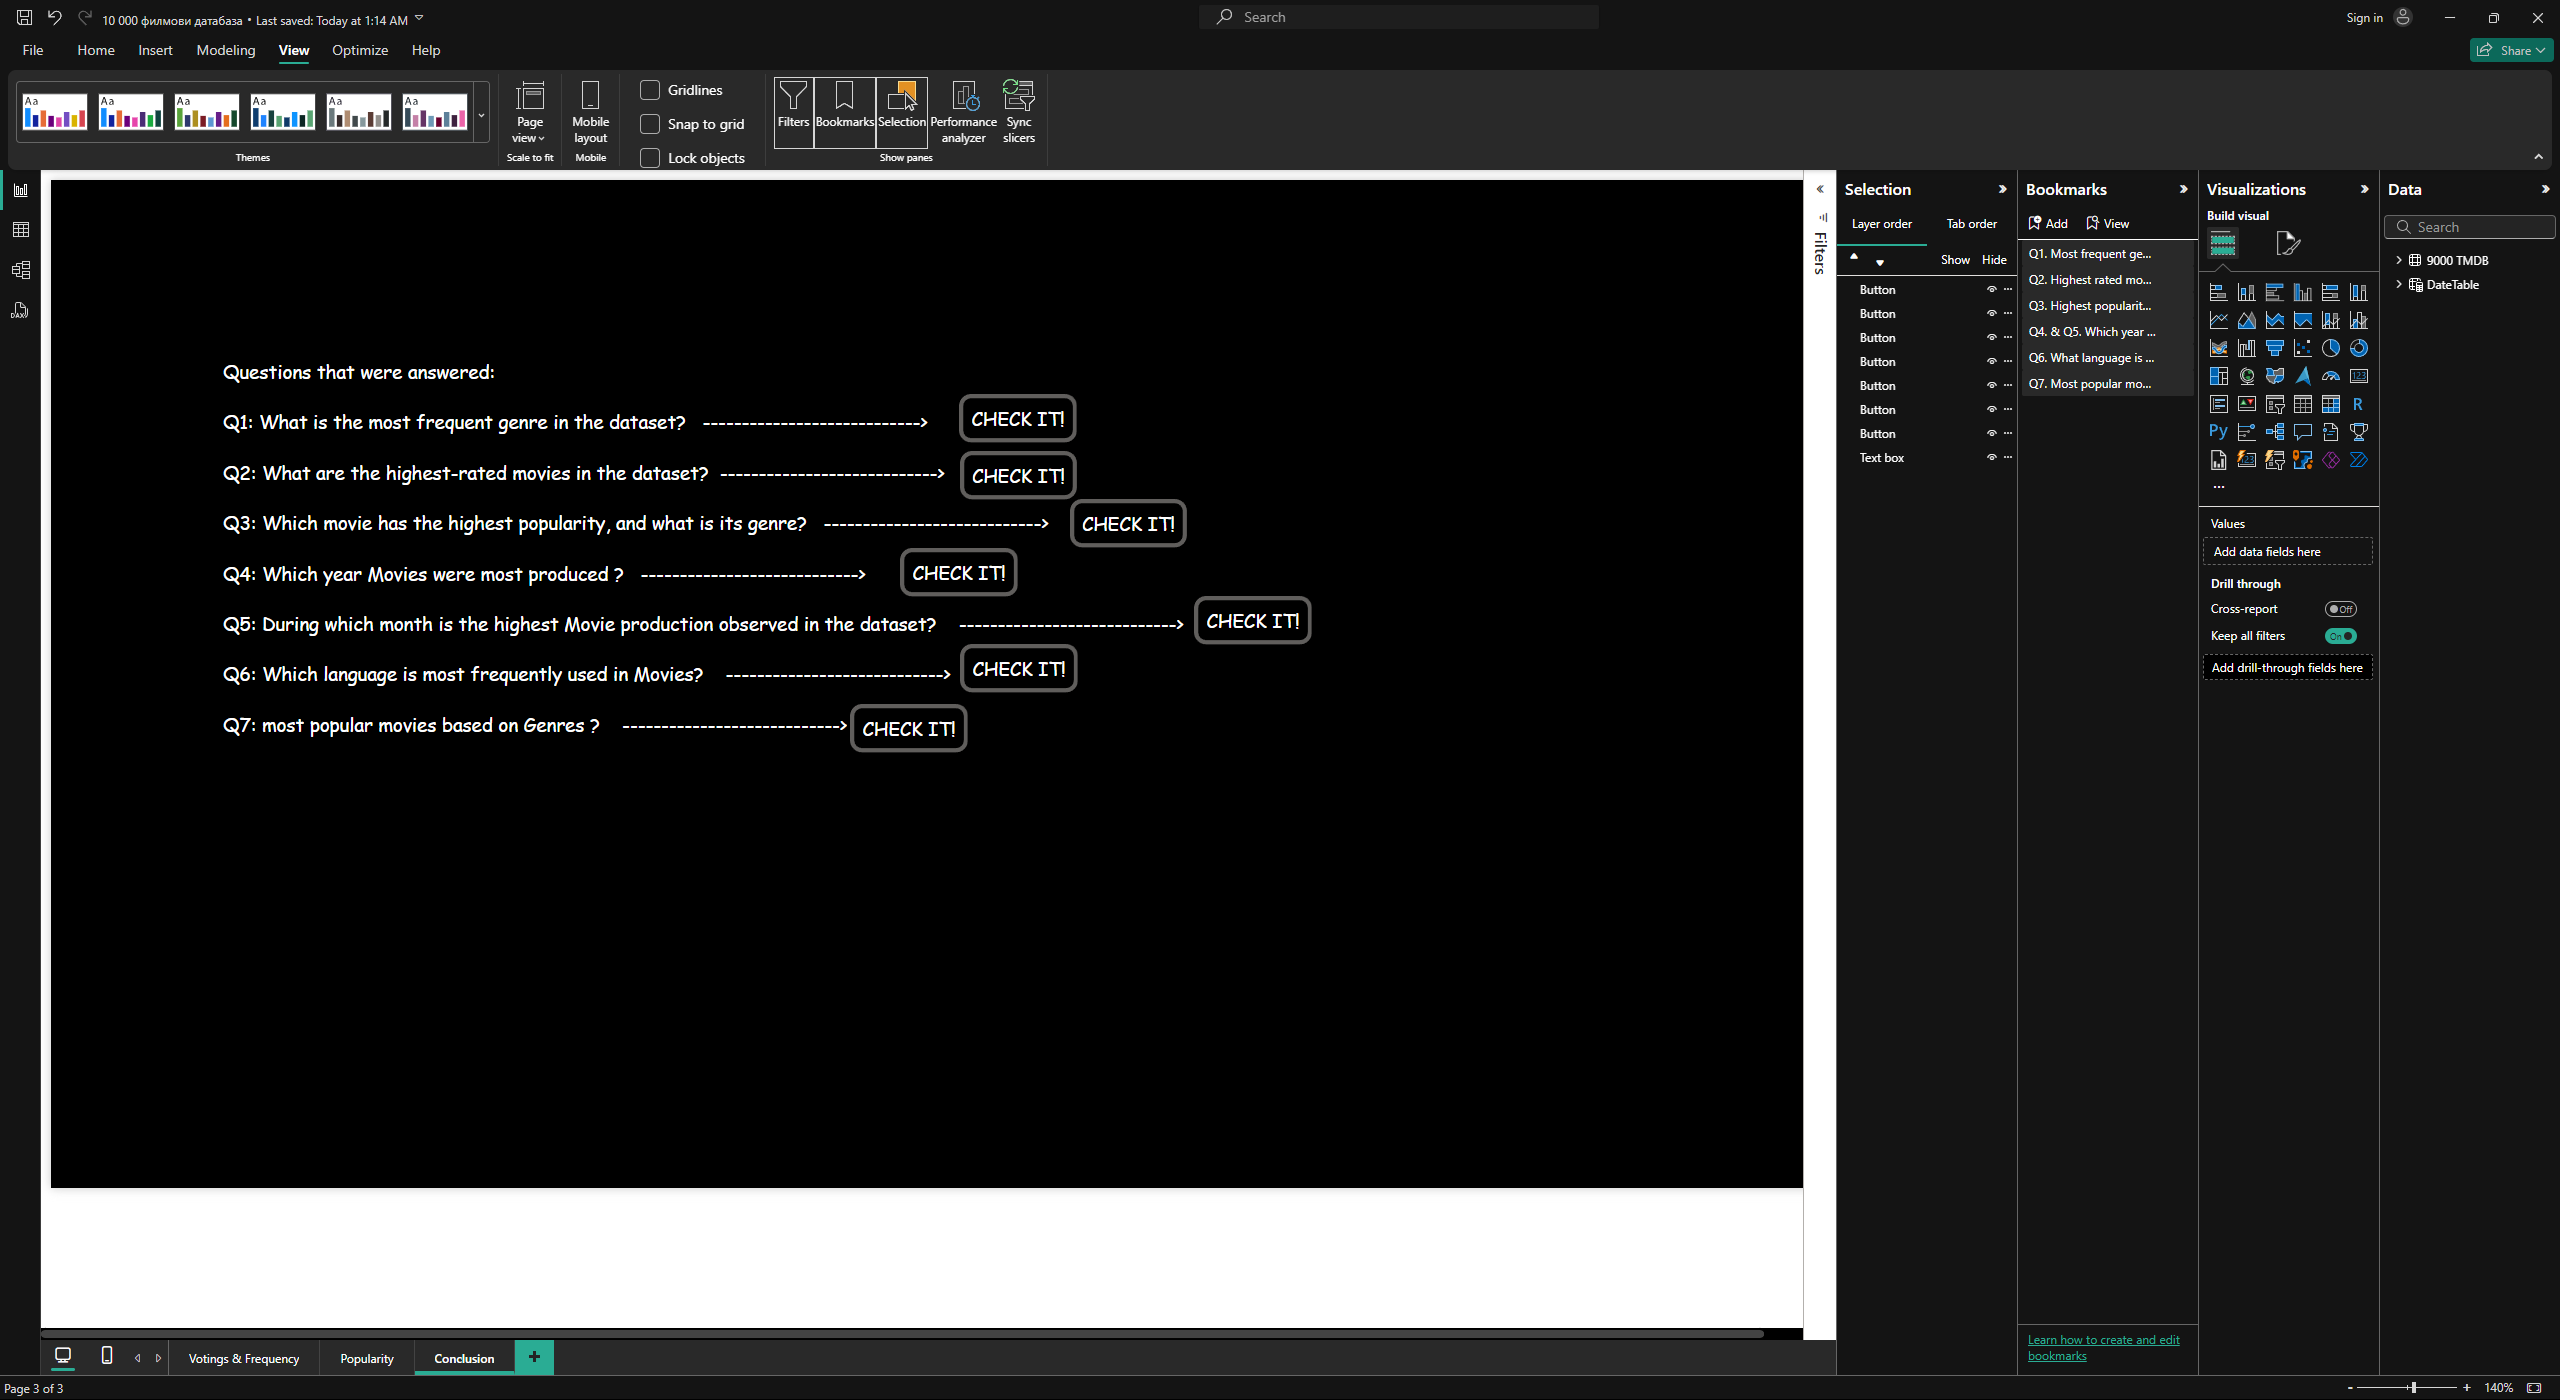 10 000 филмови датабаза • Last saved: Today at 1:14 AM
Search
Sign in
File Home Insert Modeling View Optimize Help
Share
Aa Aa Aa Aa Aa Aa
Themes
Page view
Scale to fit
Mobile layout
Mobile
Gridlines
Snap to grid
Lock objects
Filters Bookmarks Selection Performance analyzer Sync slicers
Show panes
Questions that were answered:
Q1: What is the most frequent genre in the dataset? ----------------------------> CHECK IT!
Q2: What are the highest-rated movies in the dataset? ----------------------------> CHECK IT!
Q3: Which movie has the highest popularity, and what is its genre? ----------------------------> CHECK IT!
Q4: Which year Movies were most produced ? ----------------------------> CHECK IT!
Q5: During which month is the highest Movie production observed in the dataset? ----------------------------> CHECK IT!
Q6: Which language is most frequently used in Movies? ----------------------------> CHECK IT!
Q7: most popular movies based on Genres ? ----------------------------> CHECK IT!
Filters
Selection
Layer order Tab order
Show Hide
Button
Button
Button
Button
Button
Button
Button
Text box
Bookmarks
Add View
Q1. Most frequent ge...
Q2. Highest rated mo...
Q3. Highest popularit...
Q4. & Q5. Which year ...
Q6. What language is ...
Q7. Most popular mo...
Learn how to create and edit
bookmarks
Visualizations
Build visual
123
R
Py
123
...
Values
Add data fields here
Drill through
Cross-report Off
Keep all filters On
Add drill-through fields here
Data
Search
9000 TMDB
DateTable
DAX
Votings & Frequency Popularity Conclusion +
Page 3 of 3
- + 140%